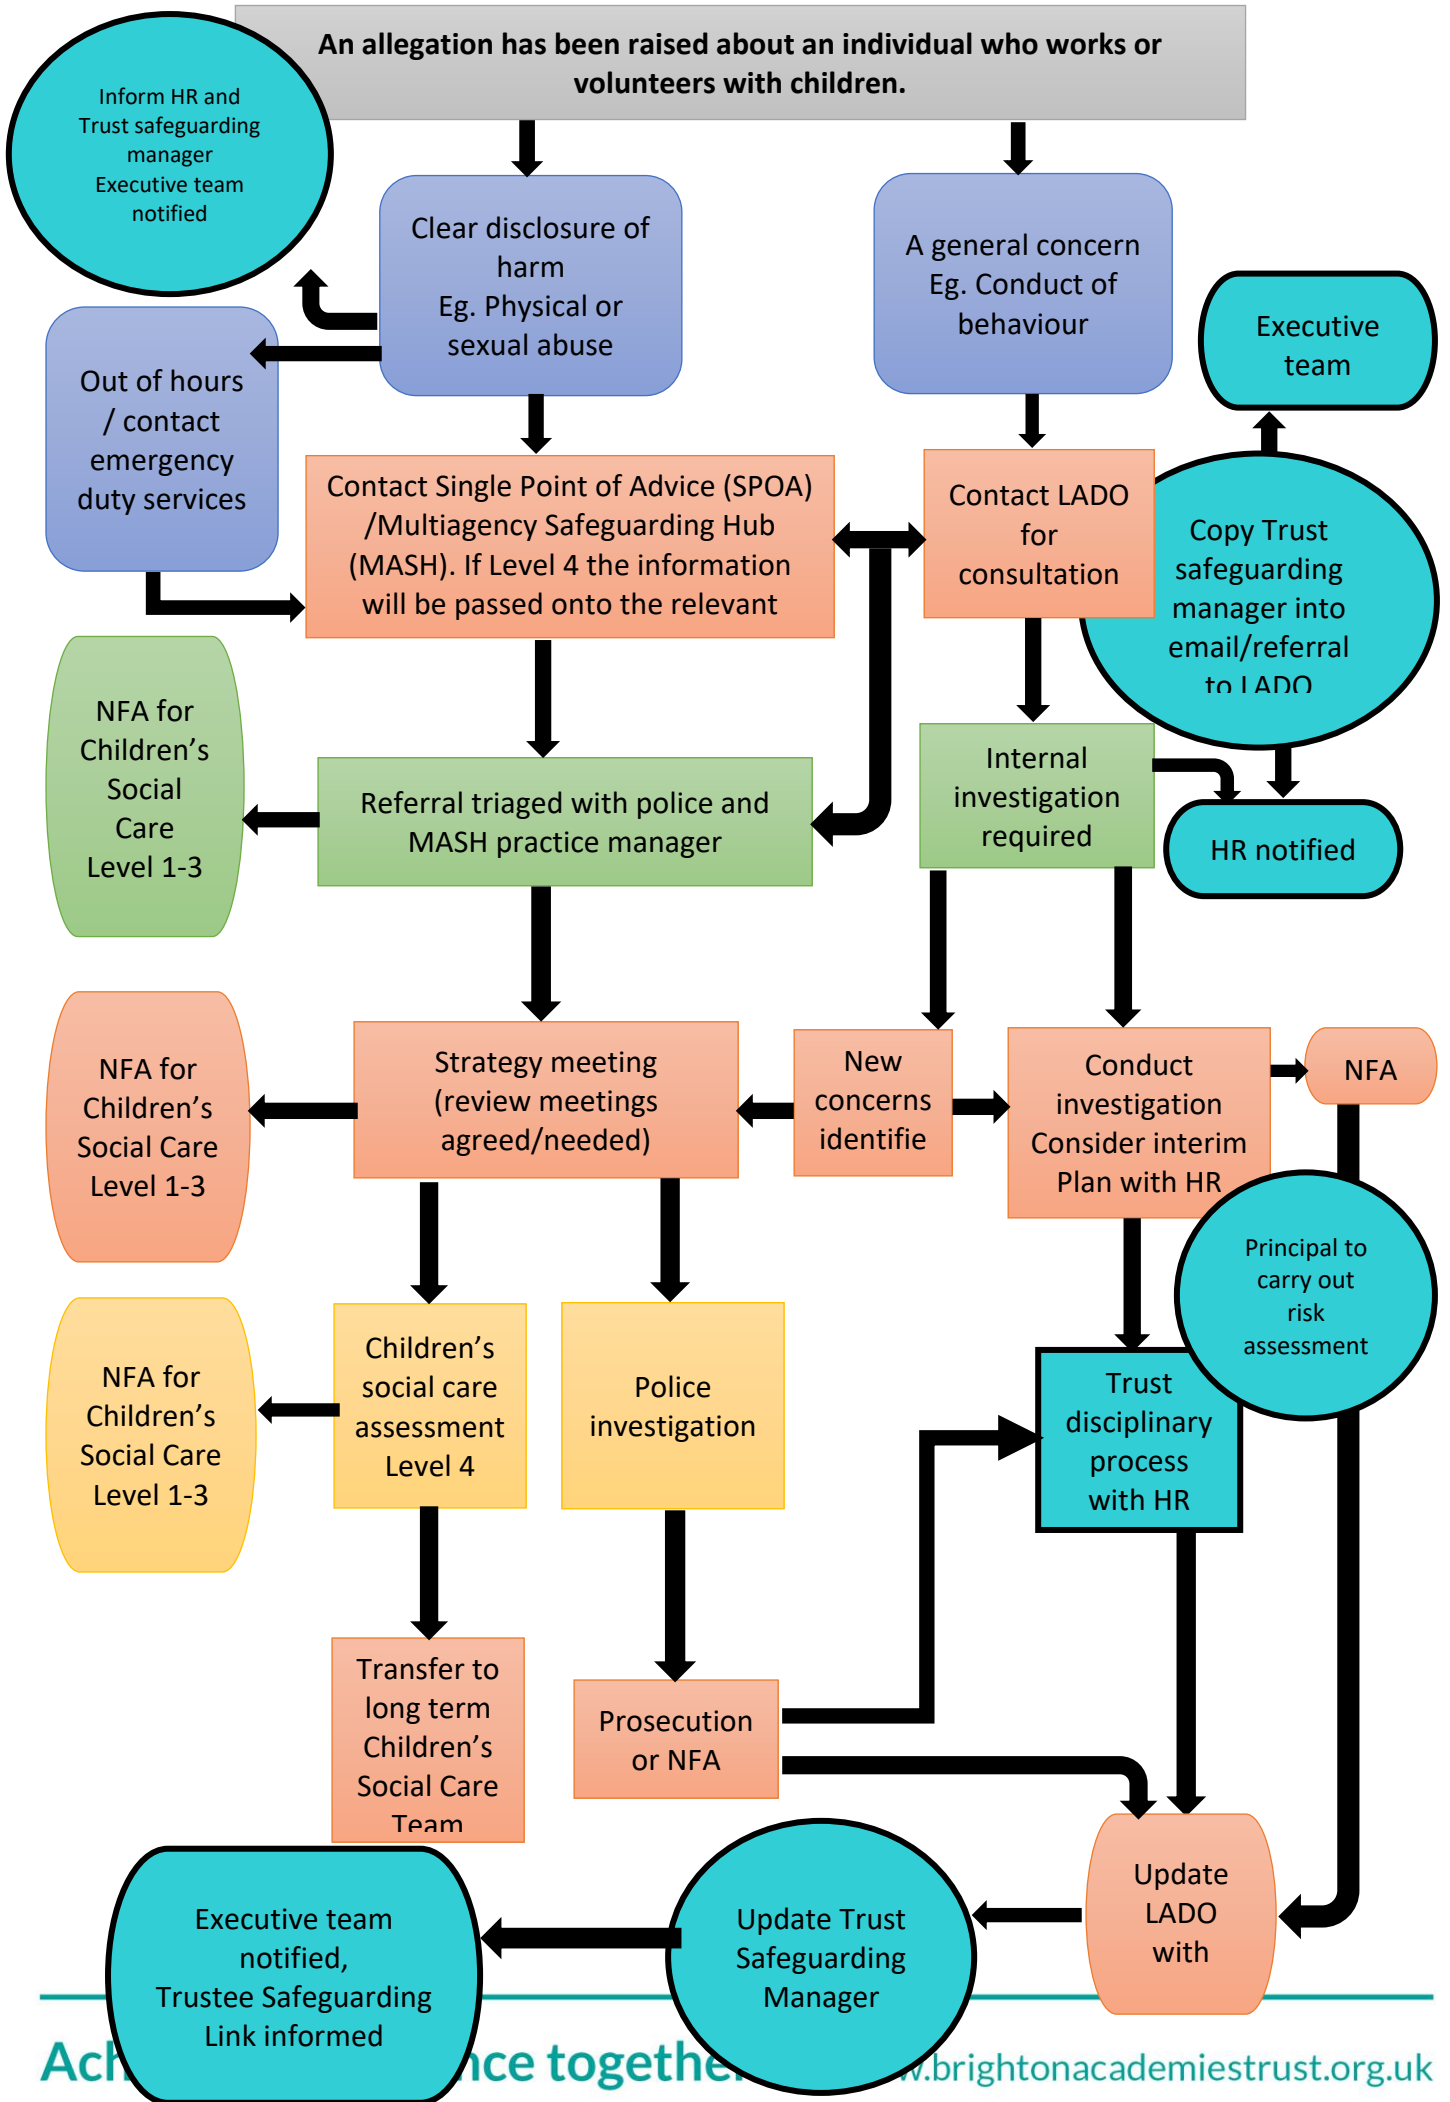 An allegation has been raised about an individual who works or
volunteers with children.
Inform HR and
Trust safeguarding
manager
Executive team
notified
Clear disclosure of
harm
Eg. Physical or
sexual abuse
A general concern
Eg. Conduct of
behaviour
Executive
team
Out of hours
/ contact
emergency
duty services
Contact Single Point of Advice (SPOA)
/Multiagency Safeguarding Hub
(MASH). If Level 4 the information
will be passed onto the relevant
Contact LADO
for
consultation
Copy Trust
safeguarding
manager into
email/referral
to LADO
NFA for
Children's
Social
Care
Level 1-3
Referral triaged with police and
MASH practice manager
Internal
investigation
required
HR notified
NFA for
Children's
Social Care
Level 1-3
Strategy meeting
(review meetings
agreed/needed)
New
concerns
identifie
Conduct
investigation
Consider interim
Plan with HR
NFA
Principal to
carry out
risk
assessment
NFA for
Children's
Social Care
Level 1-3
Children's
social care
assessment
Level 4
Police
investigation
Trust
disciplinary
process
with HR
Transfer to
long term
Children's
Social Care
Team
Prosecution
or NFA
Update
LADO
with
Update Trust
Safeguarding
Manager
Executive team
notified,
Trustee Safeguarding
Link informed
Ach nce togethe .brightonacademiestrust.org.uk